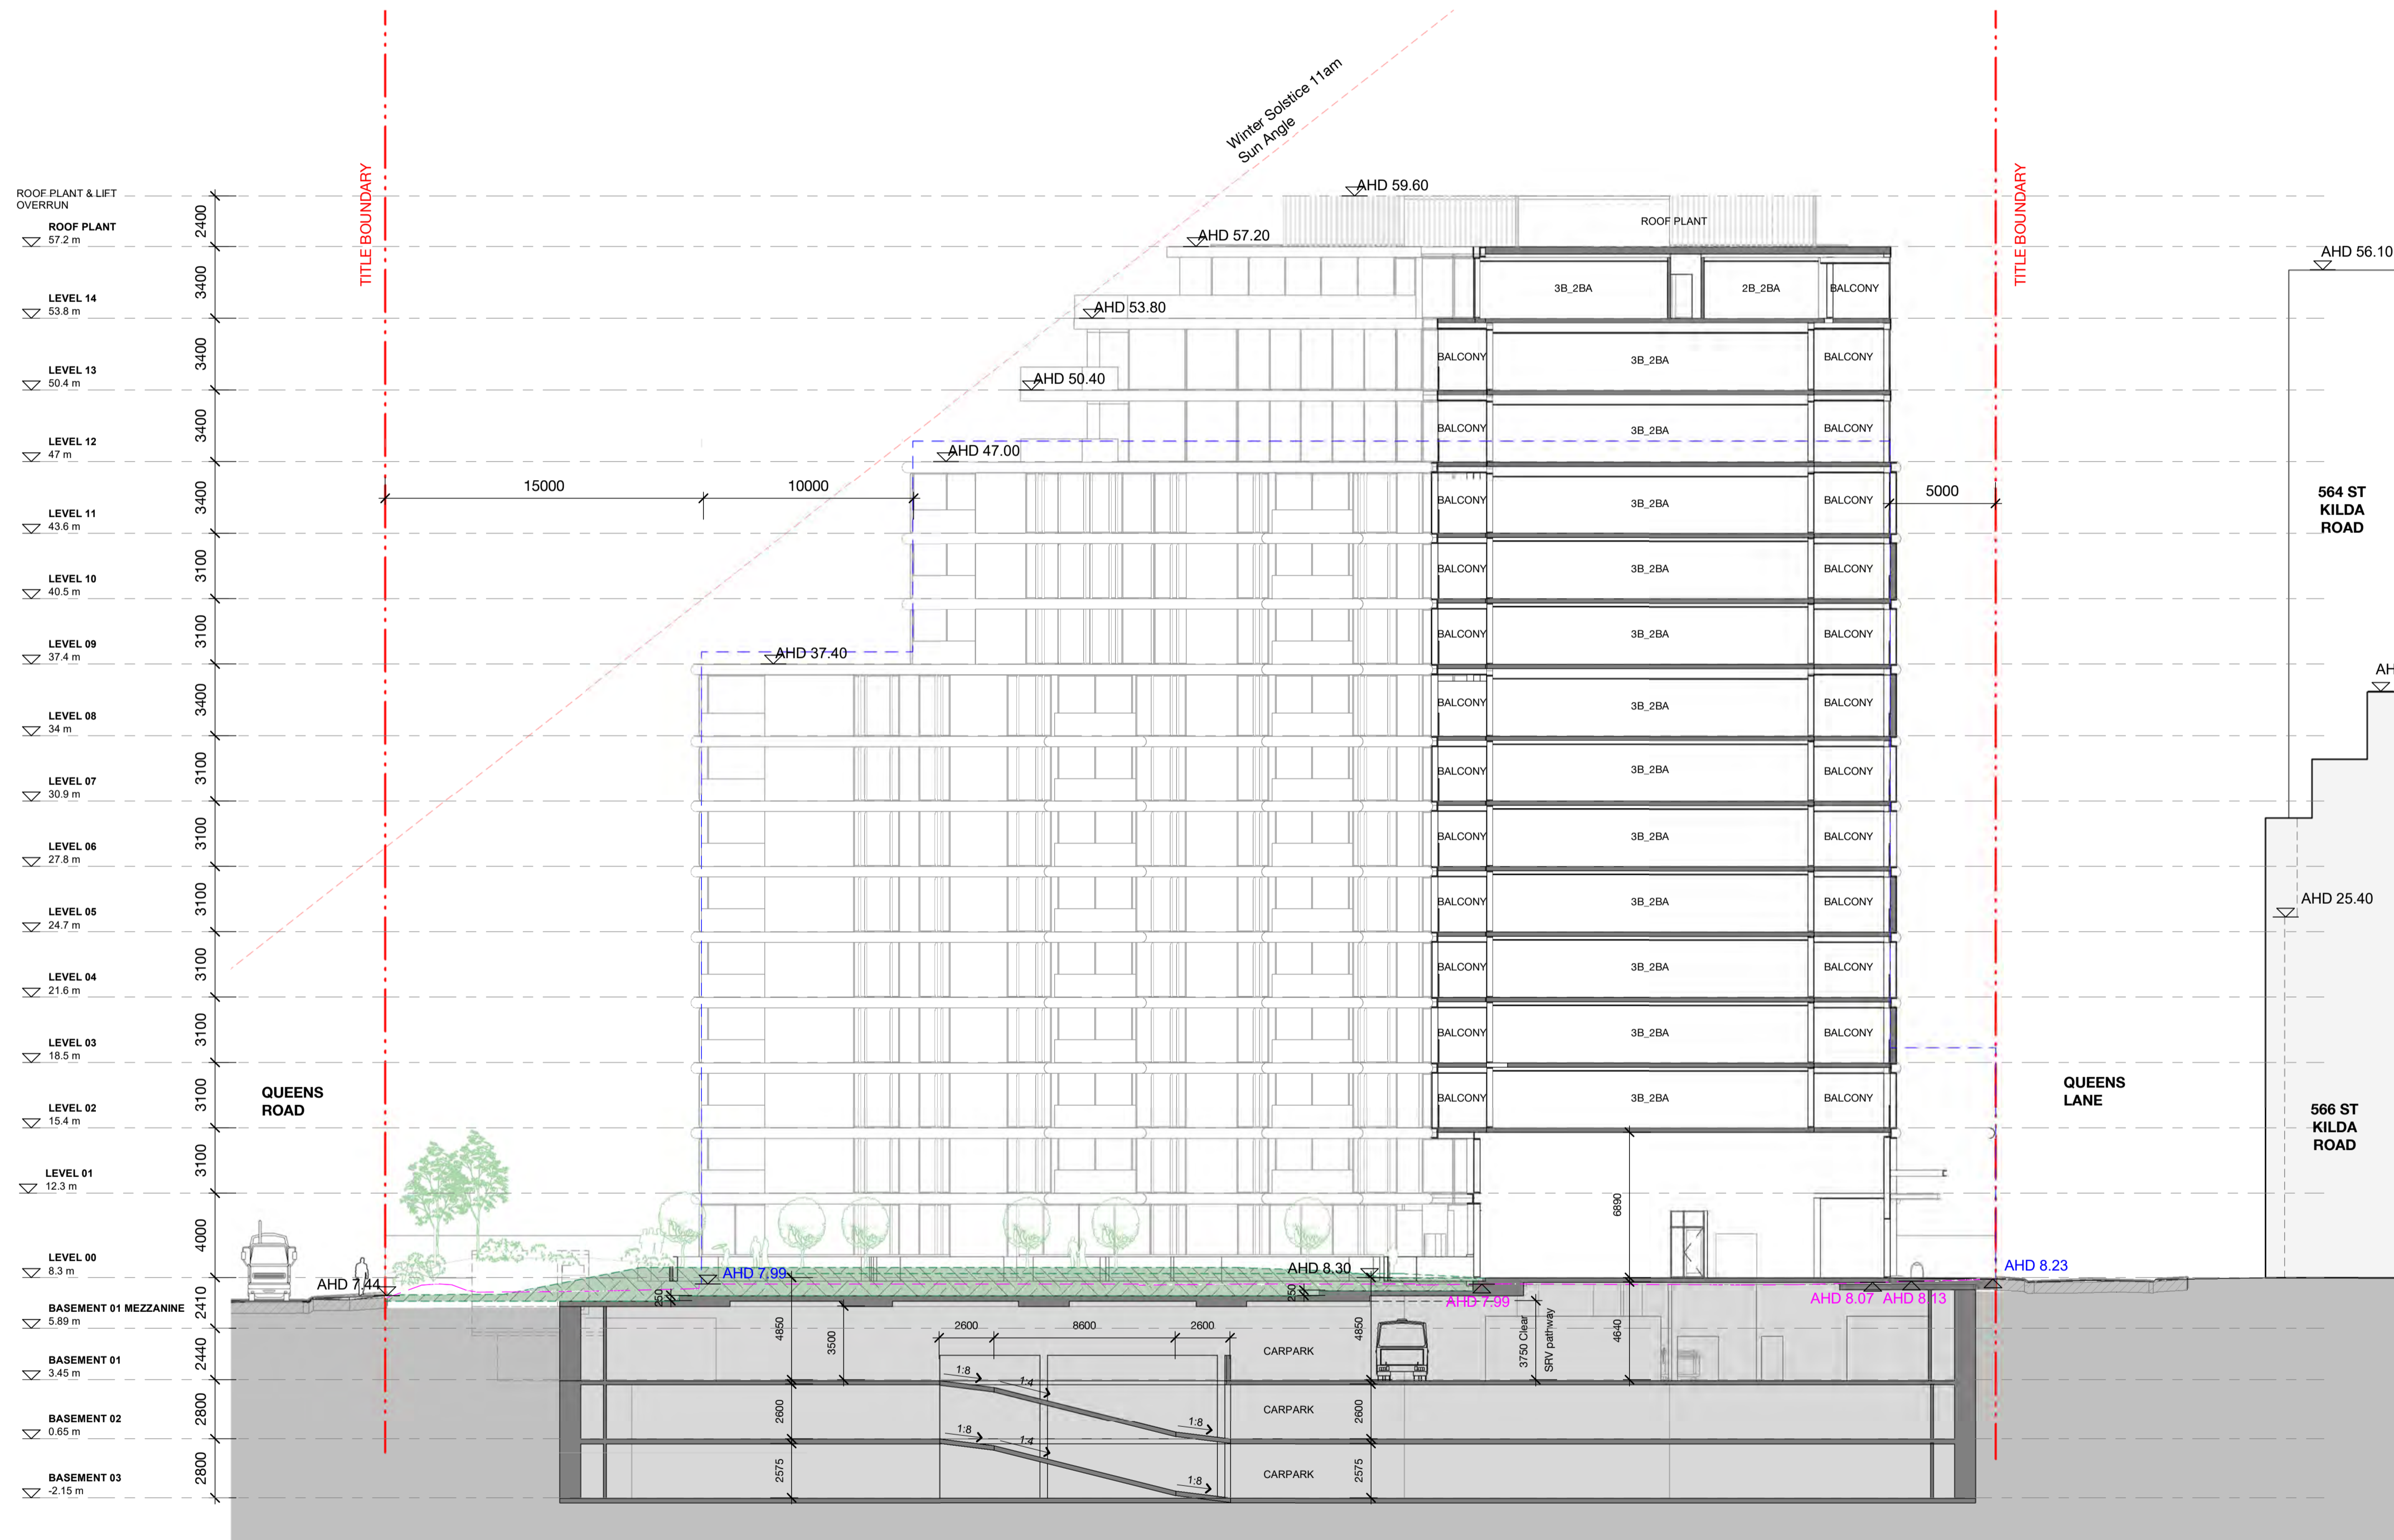 Winter Solstice 11am
Sun Angle
TITLE BOUNDARY
TITLE BOUNDARY
ROOF PLANT & LIFT
OVERRUN
ROOF PLANT
57.2 m
LEVEL 14
53.8 m
LEVEL 13
50.4 m
LEVEL 12
47 m
LEVEL 11
43.6 m
LEVEL 10
40.5 m
LEVEL 09
37.4 m
LEVEL 08
34 m
LEVEL 07
30.9 m
LEVEL 06
27.8 m
LEVEL 05
24.7 m
LEVEL 04
21.6 m
LEVEL 03
18.5 m
LEVEL 02
15.4 m
LEVEL 01
12.3 m
LEVEL 00
8.3 m
BASEMENT 01 MEZZANINE
5.89 m
BASEMENT 01
3.45 m
BASEMENT 02
0.65 m
BASEMENT 03
-2.15 m
2400
3400
3400
3400
3400
3100
3100
3400
3100
3100
3100
3100
3100
3100
3100
4000
2410
2440
2800
2800
AHD 59.60
ROOF PLANT
AHD 57.20
AHD 56.10
3B_2BA
2B_2BA
BALCONY
AHD 53.80
BALCONY
3B_2BA
BALCONY
AHD 50.40
BALCONY
3B_2BA
BALCONY
AHD 47.00
15000
10000
5000
BALCONY
3B_2BA
BALCONY
564 ST
KILDA
ROAD
BALCONY
3B_2BA
BALCONY
BALCONY
3B_2BA
BALCONY
AHD 37.40
AH
BALCONY
3B_2BA
BALCONY
BALCONY
3B_2BA
BALCONY
BALCONY
3B_2BA
BALCONY
BALCONY
3B_2BA
BALCONY
AHD 25.40
BALCONY
3B_2BA
BALCONY
BALCONY
3B_2BA
BALCONY
BALCONY
3B_2BA
BALCONY
QUEENS
ROAD
QUEENS
LANE
566 ST
KILDA
ROAD
6890
AHD 7.44
AHD 7.99
AHD 8.30
AHD 8.23
250
250
AHD 7.99
AHD 8.07
AHD 8.13
4850
3500
2600
8600
2600
4850
3750 Clear
SRV pathway
4640
CARPARK
1:8
1:4
1:8
2600
CARPARK
2600
1:8
1:4
1:8
2575
CARPARK
2575